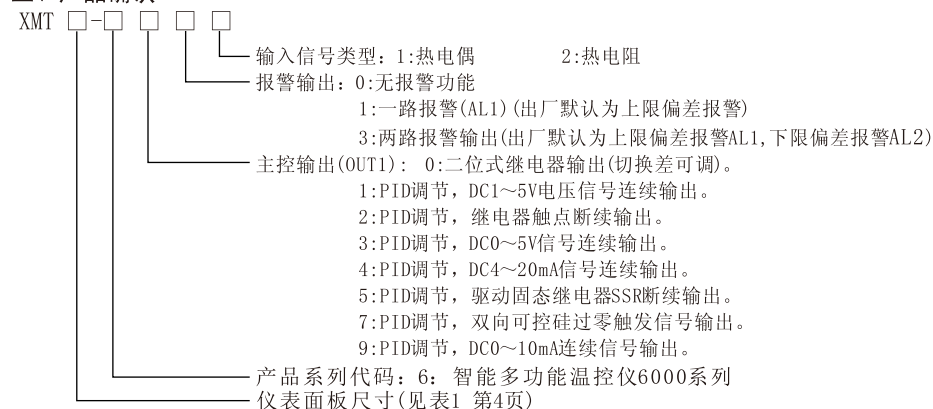 XMT □-□ □ □ □
输入信号类型：1:热电偶 2:热电阻
报警输出：0:无报警功能
1:一路报警(AL1)(出厂默认为上限偏差报警)
3:两路报警输出(出厂默认为上限偏差报警AL1,下限偏差报警AL2)
主控输出(OUT1)： 0:二位式继电器输出(切换差可调)。
1:PID调节，DC1～5V电压信号连续输出。
2:PID调节，继电器触点断续输出。
3:PID调节，DC0～5V信号连续输出。
4:PID调节，DC4～20mA信号连续输出。
5:PID调节，驱动固态继电器SSR断续输出。
7:PID调节，双向可控硅过零触发信号输出。
9:PID调节，DC0～10mA连续信号输出。
产品系列代码：6：智能多功能温控仪6000系列
仪表面板尺寸(见表1 第4页)